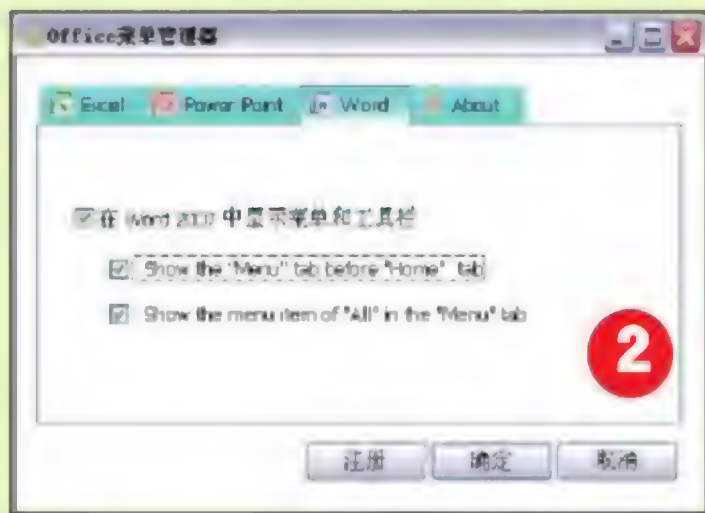 Office菜单管理器
Excel Power Point Word About
在 Word 2007 中显示菜单和工具栏
Show the "Menu" tab before "Home" tab
Show the menu item of "All" in the "Menu" tab
2
注册 确定 取消